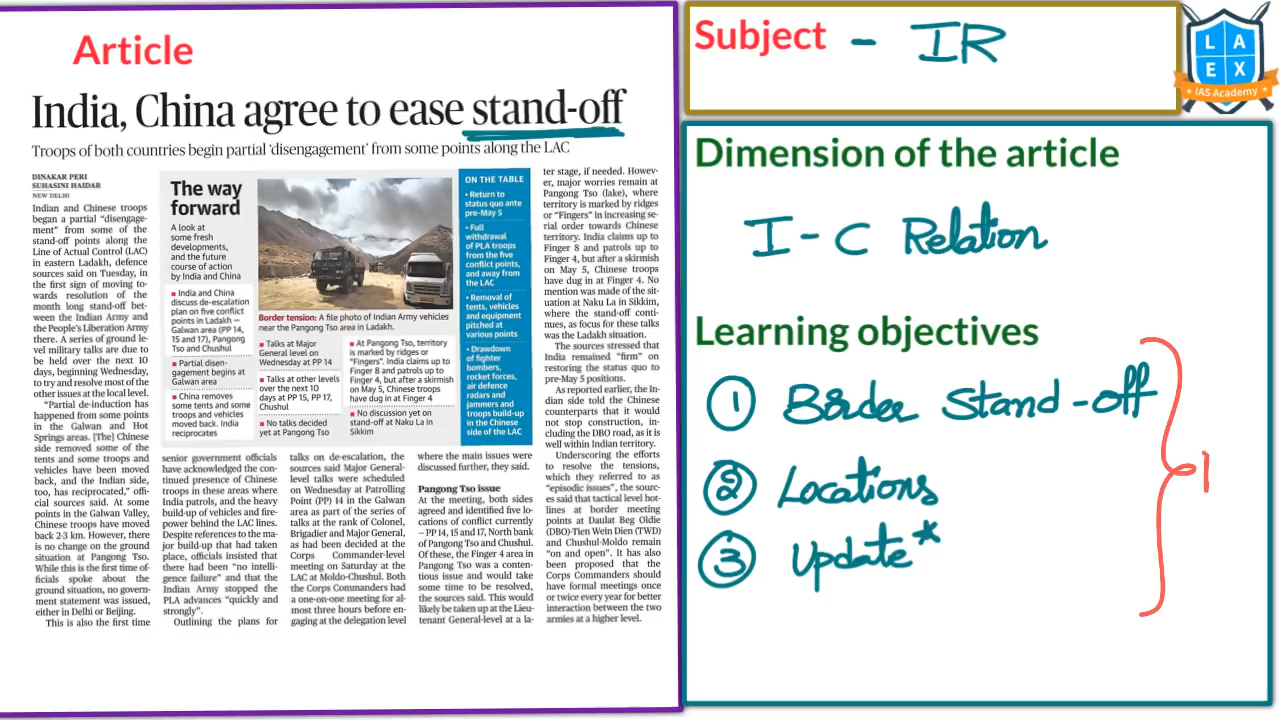 Article
India, China agree to ease stand-off
Troops of both countries begin partial 'disengagement' from some points along the LAC
DINAKAR PERI
SUHASINI HAIDAR
NEW DELHI
Indian and Chinese troops
began a partial "disengage-
ment" from some of the
stand-off points along the
Line of Actual Control (LAC)
in eastern Ladakh, defence
sources said on Tuesday, in
the first sign of moving to-
wards resolution of the
month long stand-off bet-
ween the Indian Army and
the People's Liberation Army
there. A series of ground le-
vel military talks are due to
be held over the next 10
days, beginning Wednesday,
to try and resolve most of the
other issues at the local level.
"Partial de-induction has
happened from some points
in the Galwan and Hot
Springs areas. [The] Chinese
side removed some of the
tents and some troops and
vehicles have been moved
back, and the Indian side,
too, has reciprocated," offi-
cial sources said. At some
points in the Galwan Valley,
Chinese troops have moved
back 2-3 km. However, there
is no change on the ground
situation at Pangong Tso.
While this is the first time of-
ficials spoke about the
ground situation, no govern-
ment statement was issued,
either in Delhi or Beijing.
This is also the first time
The way
forward
A look at
some fresh
developments,
and the future
course of action
by India and China
India and China
discuss de-escalation
plan on five conflict
points in Ladakh –
Galwan area (PP 14,
15 and 17), Pangong
Tso and Chushul
Partial disen-
gagement begins at
Galwan area
China removes
some tents and some
troops and vehicles
moved back. India
reciprocates
Border tension: A file photo of Indian Army vehicles
near the Pangong Tso area in Ladakh.
Talks at Major
General level on
Wednesday at PP 14
Talks at other levels
over the next 10
days at PP 15, PP 17,
Chushul
No talks decided
yet at Pangong Tso
At Pangong Tso, territory
is marked by ridges or
"Fingers". India claims up to
Finger 8 and patrols up to
Finger 4, but after a skirmish
on May 5, Chinese troops
have dug in at Finger 4
No discussion yet on
stand-off at Naku La in
Sikkim
ON THE TABLE
• Return to
status quo ante
pre-May 5
• Full
withdrawal
of PLA troops
from the five
conflict points,
and away from
the LAC
• Removal of
tents, vehicles
and equipment
pitched at
various points
• Drawdown
of fighter
bombers,
rocket forces,
air defence
radars and
jammers and
troops build-up
in the Chinese
side of the LAC
senior government officials
have acknowledged the con-
tinued presence of Chinese
troops in these areas where
India patrols, and the heavy
build-up of vehicles and fire-
power behind the LAC lines.
Despite references to the ma-
jor build-up that had taken
place, officials insisted that
there had been "no intelli-
gence failure" and that the
Indian Army stopped the
PLA advances "quickly and
strongly".
Outlining the plans for
talks on de-escalation, the
sources said Major General-
level talks were scheduled
on Wednesday at Patrolling
Point (PP) 14 in the Galwan
area as part of the series of
talks at the rank of Colonel,
Brigadier and Major General,
as had been decided at the
Corps Commander-level
meeting on Saturday at the
LAC at Moldo-Chushul. Both
the Corps Commanders had
a one-on-one meeting for al-
most three hours before en-
gaging at the delegation level
where the main issues were
discussed further, they said.
Pangong Tso issue
At the meeting, both sides
agreed and identified five lo-
cations of conflict currently
– PP 14, 15 and 17, North bank
of Pangong Tso and Chushul.
Of these, the Finger 4 area in
Pangong Tso was a conten-
tious issue and would take
some time to be resolved,
the sources said. This would
likely be taken up at the Lieu-
tenant General-level at a la-
ter stage, if needed. Howev-
er, major worries remain at
Pangong Tso (lake), where
territory is marked by ridges
or "Fingers" in increasing se-
rial order towards Chinese
territory. India claims up to
Finger 8 and patrols up to
Finger 4, but after a skirmish
on May 5, Chinese troops
have dug in at Finger 4. No
mention was made of the sit-
uation at Naku La in Sikkim,
where the stand-off conti-
nues, as focus for these talks
was the Ladakh situation.
The sources stressed that
India remained "firm" on
restoring the status quo to
pre-May 5 positions.
As reported earlier, the In-
dian side told the Chinese
counterparts that it would
not stop construction, in-
cluding the DBO road, as it is
well within Indian territory.
Underscoring the efforts
to resolve the tensions,
which they referred to as
"episodic issues", the sourc-
es said that tactical level hot-
lines at border meeting
points at Daulat Beg Oldie
(DBO)-Tien Wein Dien (TWD)
and Chushul-Moldo remain
"on and open". It has also
been proposed that the
Corps Commanders should
have formal meetings once
or twice every year for better
interaction between the two
armies at a higher level.
Subject - IR
LA
EX
IAS Academy
Dimension of the article
I - C Relation
Learning objectives
① Border Stand-off
② Locations
③ Update*
1